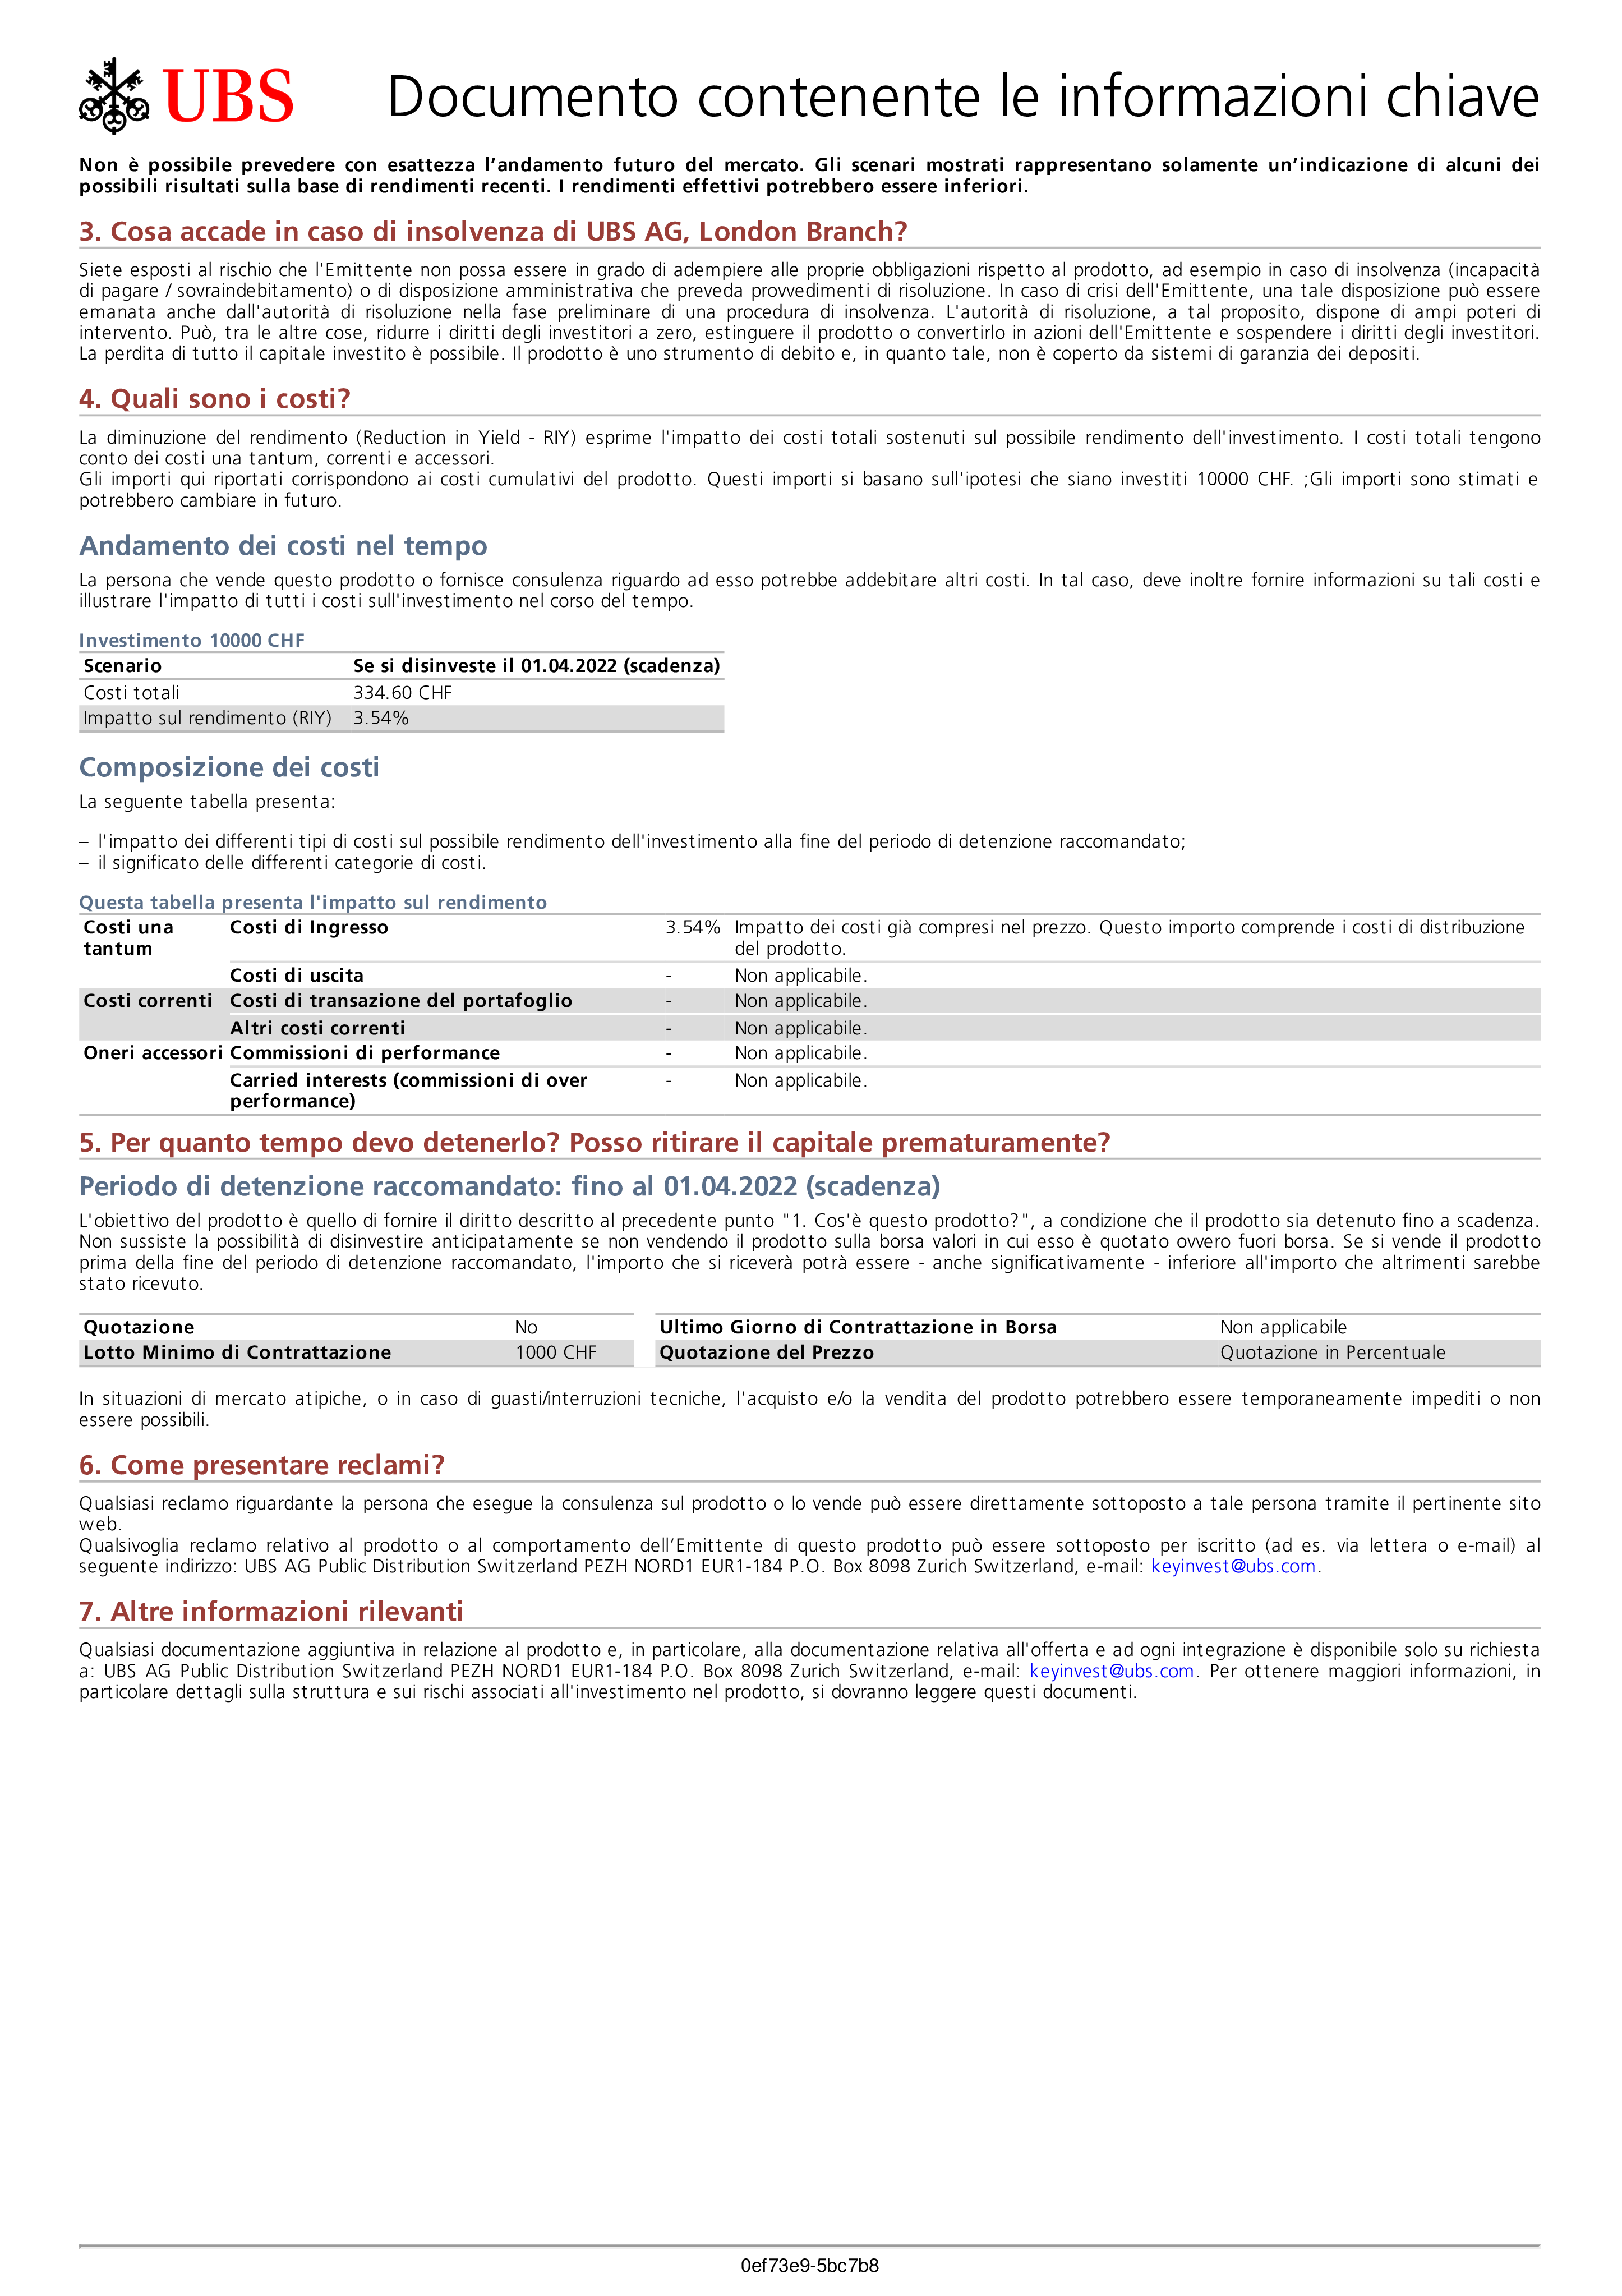 UBS
Documento contenente le informazioni chiave
Non è possibile prevedere con esattezza l’andamento futuro del mercato. Gli scenari mostrati rappresentano solamente un’indicazione di alcuni dei
possibili risultati sulla base di rendimenti recenti. I rendimenti effettivi potrebbero essere inferiori.
3. Cosa accade in caso di insolvenza di UBS AG, London Branch?
Siete esposti al rischio che l'Emittente non possa essere in grado di adempiere alle proprie obbligazioni rispetto al prodotto, ad esempio in caso di insolvenza (incapacità
di pagare / sovraindebitamento) o di disposizione amministrativa che preveda provvedimenti di risoluzione. In caso di crisi dell'Emittente, una tale disposizione può essere
emanata anche dall'autorità di risoluzione nella fase preliminare di una procedura di insolvenza. L'autorità di risoluzione, a tal proposito, dispone di ampi poteri di
intervento. Può, tra le altre cose, ridurre i diritti degli investitori a zero, estinguere il prodotto o convertirlo in azioni dell'Emittente e sospendere i diritti degli investitori.
La perdita di tutto il capitale investito è possibile. Il prodotto è uno strumento di debito e, in quanto tale, non è coperto da sistemi di garanzia dei depositi.
4. Quali sono i costi?
La diminuzione del rendimento (Reduction in Yield - RIY) esprime l'impatto dei costi totali sostenuti sul possibile rendimento dell'investimento. I costi totali tengono
conto dei costi una tantum, correnti e accessori.
Gli importi qui riportati corrispondono ai costi cumulativi del prodotto. Questi importi si basano sull'ipotesi che siano investiti 10000 CHF. ;Gli importi sono stimati e
potrebbero cambiare in futuro.
Andamento dei costi nel tempo
La persona che vende questo prodotto o fornisce consulenza riguardo ad esso potrebbe addebitare altri costi. In tal caso, deve inoltre fornire informazioni su tali costi e
illustrare l'impatto di tutti i costi sull'investimento nel corso del tempo.
Investimento 10000 CHF
Scenario Se si disinveste il 01.04.2022 (scadenza)
Costi totali 334.60 CHF
Impatto sul rendimento (RIY) 3.54%
Composizione dei costi
La seguente tabella presenta:
– l'impatto dei differenti tipi di costi sul possibile rendimento dell'investimento alla fine del periodo di detenzione raccomandato;
– il significato delle differenti categorie di costi.
Questa tabella presenta l'impatto sul rendimento
Costi una Costi di Ingresso 3.54% Impatto dei costi già compresi nel prezzo. Questo importo comprende i costi di distribuzione
tantum del prodotto.
Costi di uscita - Non applicabile.
Costi correnti Costi di transazione del portafoglio - Non applicabile.
Altri costi correnti - Non applicabile.
Oneri accessori Commissioni di performance - Non applicabile.
Carried interests (commissioni di over - Non applicabile.
performance)
5. Per quanto tempo devo detenerlo? Posso ritirare il capitale prematuramente?
Periodo di detenzione raccomandato: fino al 01.04.2022 (scadenza)
L'obiettivo del prodotto è quello di fornire il diritto descritto al precedente punto "1. Cos'è questo prodotto?", a condizione che il prodotto sia detenuto fino a scadenza.
Non sussiste la possibilità di disinvestire anticipatamente se non vendendo il prodotto sulla borsa valori in cui esso è quotato ovvero fuori borsa. Se si vende il prodotto
prima della fine del periodo di detenzione raccomandato, l'importo che si riceverà potrà essere - anche significativamente - inferiore all'importo che altrimenti sarebbe
stato ricevuto.
Quotazione No Ultimo Giorno di Contrattazione in Borsa Non applicabile
Lotto Minimo di Contrattazione 1000 CHF Quotazione del Prezzo Quotazione in Percentuale
In situazioni di mercato atipiche, o in caso di guasti/interruzioni tecniche, l'acquisto e/o la vendita del prodotto potrebbero essere temporaneamente impediti o non
essere possibili.
6. Come presentare reclami?
Qualsiasi reclamo riguardante la persona che esegue la consulenza sul prodotto o lo vende può essere direttamente sottoposto a tale persona tramite il pertinente sito
web.
Qualsivoglia reclamo relativo al prodotto o al comportamento dell’Emittente di questo prodotto può essere sottoposto per iscritto (ad es. via lettera o e-mail) al
seguente indirizzo: UBS AG Public Distribution Switzerland PEZH NORD1 EUR1-184 P.O. Box 8098 Zurich Switzerland, e-mail: keyinvest@ubs.com.
7. Altre informazioni rilevanti
Qualsiasi documentazione aggiuntiva in relazione al prodotto e, in particolare, alla documentazione relativa all'offerta e ad ogni integrazione è disponibile solo su richiesta
a: UBS AG Public Distribution Switzerland PEZH NORD1 EUR1-184 P.O. Box 8098 Zurich Switzerland, e-mail: keyinvest@ubs.com. Per ottenere maggiori informazioni, in
particolare dettagli sulla struttura e sui rischi associati all'investimento nel prodotto, si dovranno leggere questi documenti.
0ef73e9-5bc7b8